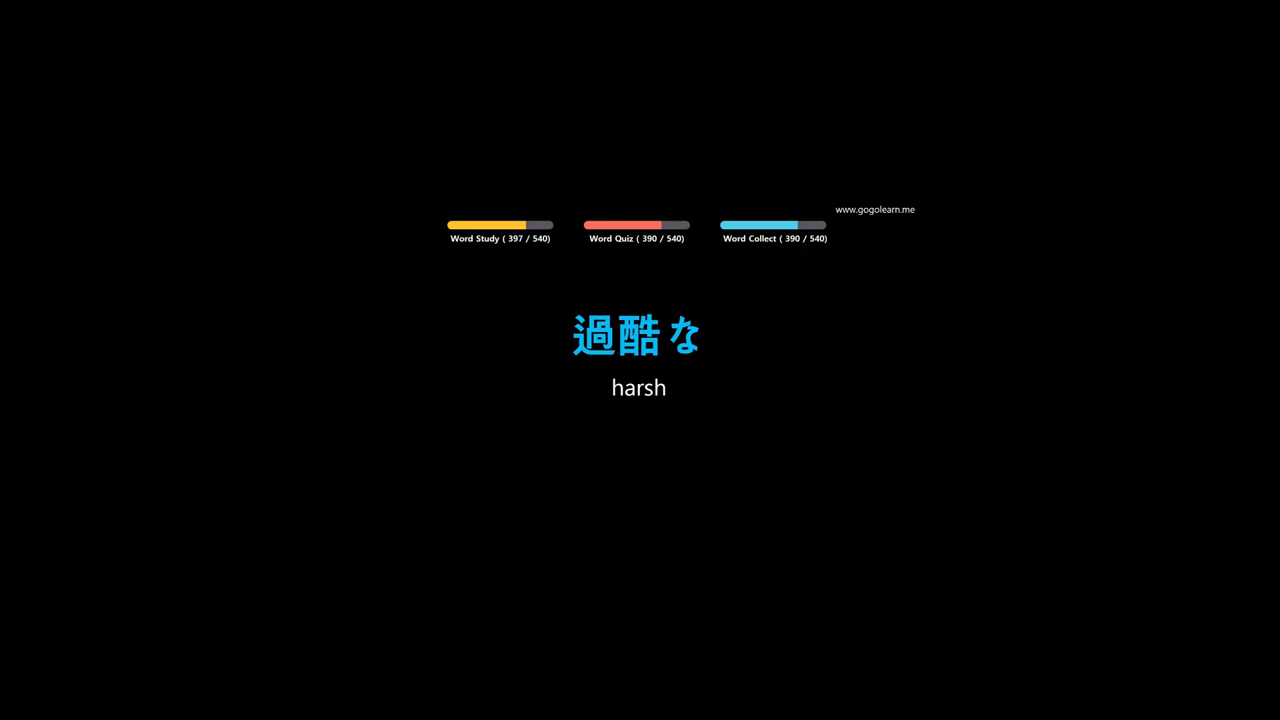 www.gogolearn.me
Word Study ( 397 / 540)
Word Quiz ( 390 / 540)
Word Collect ( 390 / 540)
過酷な
harsh